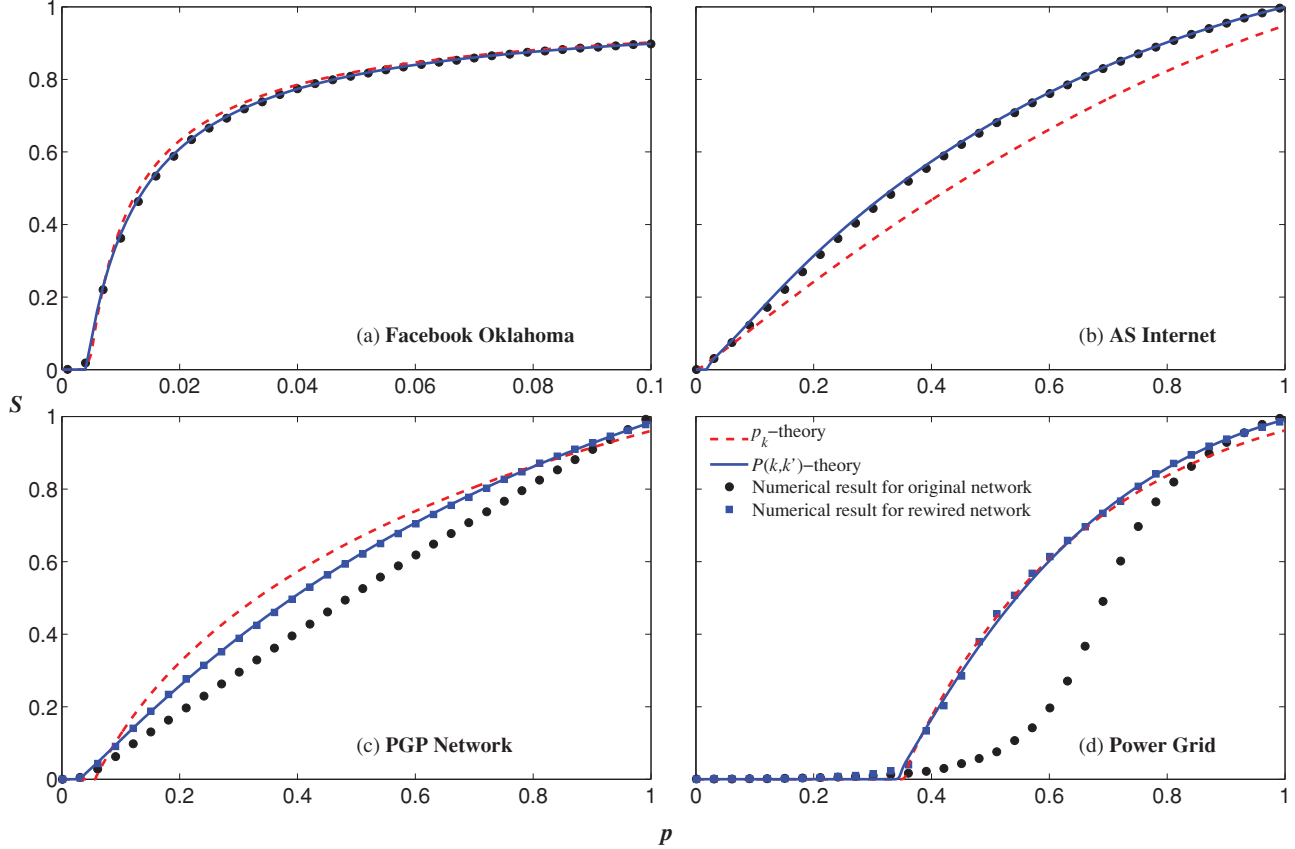 1
0.8
0.6
0.4
0.2
0
0 0.02 0.04 0.06 0.08 0.1
(a) Facebook Oklahoma
0 0.2 0.4 0.6 0.8 1
(b) AS Internet
S
1
0.8
0.6
0.4
0.2
0
0 0.2 0.4 0.6 0.8 1
(c) PGP Network
p_k−theory
P(k,k')−theory
Numerical result for original network
Numerical result for rewired network
0 0.2 0.4 0.6 0.8 1
(d) Power Grid
p